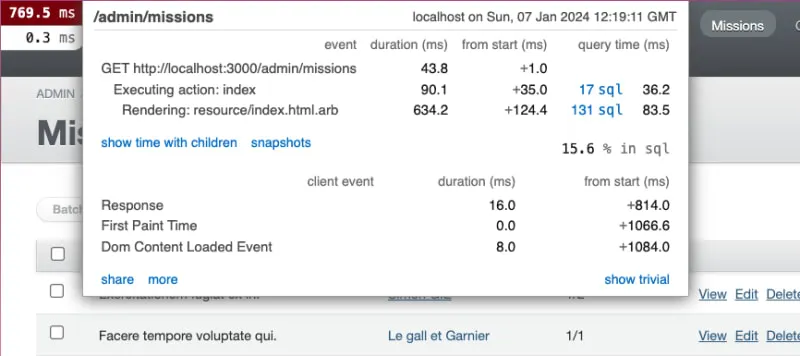 769.5 ms
0.3 ms
/admin/missions localhost on Sun, 07 Jan 2024 12:19:11 GMT
Missions
event duration (ms) from start (ms) query time (ms)
GET http://localhost:3000/admin/missions 43.8 +1.0
Executing action: index 90.1 +35.0 17 sql 36.2
Rendering: resource/index.html.arb 634.2 +124.4 131 sql 83.5
show time with children snapshots 15.6 % in sql
client event duration (ms) from start (ms)
Response 16.0 +814.0
First Paint Time 0.0 +1066.6
Dom Content Loaded Event 8.0 +1084.0
share more show trivial
ADMIN
Mis
Batch
View Edit Delete
Facere tempore voluptate qui. Le gall et Garnier 1/1 View Edit Delete